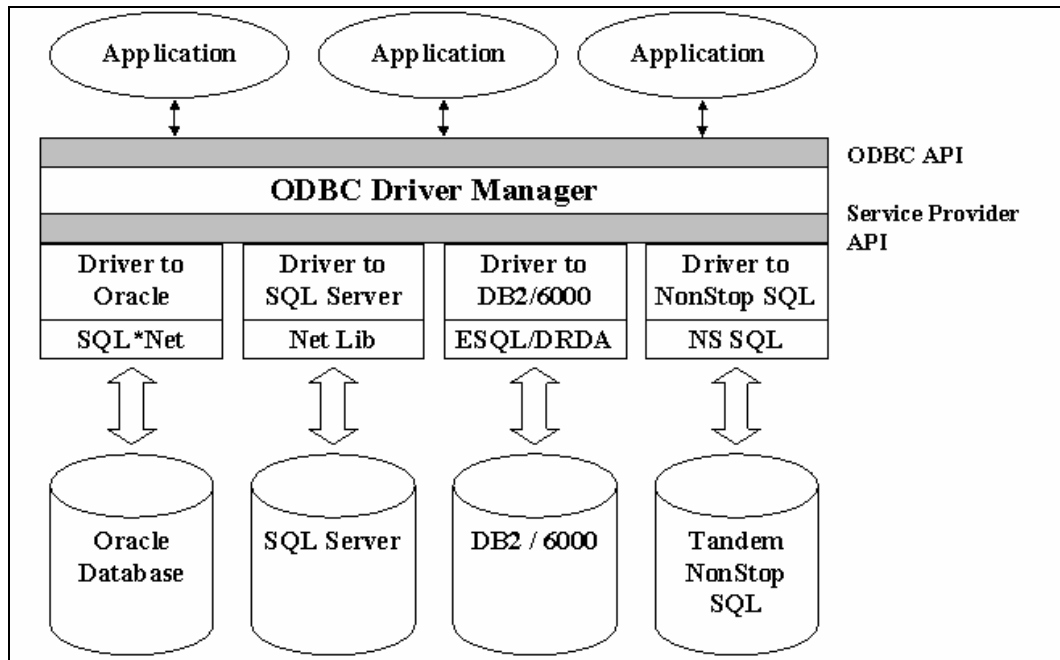 Application
Application
Application
ODBC API
ODBC Driver Manager
Service Provider
API
Driver to
Oracle
Driver to
SQL Server
Driver to
DB2/6000
Driver to
NonStop SQL
SQL*Net
Net Lib
ESQL/DRDA
NS SQL
Oracle
Database
SQL Server
DB2 / 6000
Tandem
NonStop
SQL